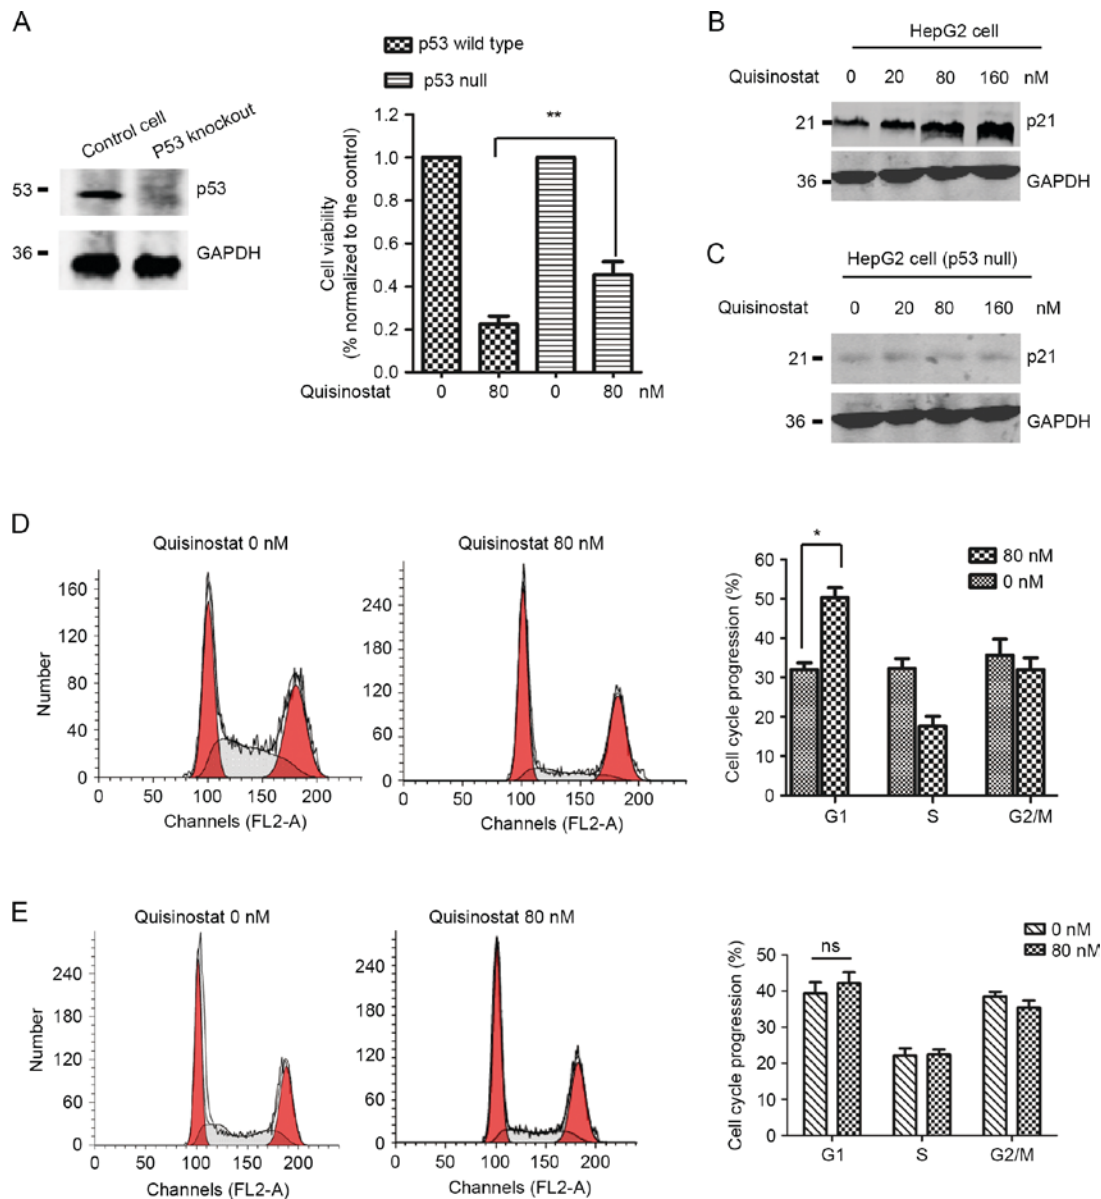 A
p53 wild type
p53 null
Control cell
P53 knockout
53
p53
36
GAPDH
Cell viability
(% normalized to the control)
1.2
1.0
0.8
0.6
0.4
0.2
0.0
**
Quisinostat 0 80 0 80 nM
B
HepG2 cell
Quisinostat 0 20 80 160 nM
21 p21
36 GAPDH
C
HepG2 cell (p53 null)
Quisinostat 0 20 80 160 nM
21 p21
36 GAPDH
D
Quisinostat 0 nM
Number
160
120
80
40
0
0 50 100 150 200
Channels (FL2-A)
Quisinostat 80 nM
240
180
120
60
0
0 50 100 150 200
Channels (FL2-A)
Cell cycle progression (%)
60
50
40
30
20
10
0
*
80 nM
0 nM
G1 S G2/M
E
Quisinostat 0 nM
Number
240
180
120
60
0
0 50 100 150 200
Channels (FL2-A)
Quisinostat 80 nM
240
180
120
60
0
0 50 100 150 200
Channels (FL2-A)
Cell cycle progression (%)
50
40
30
20
10
0
ns
0 nM
80 nM
G1 S G2/M